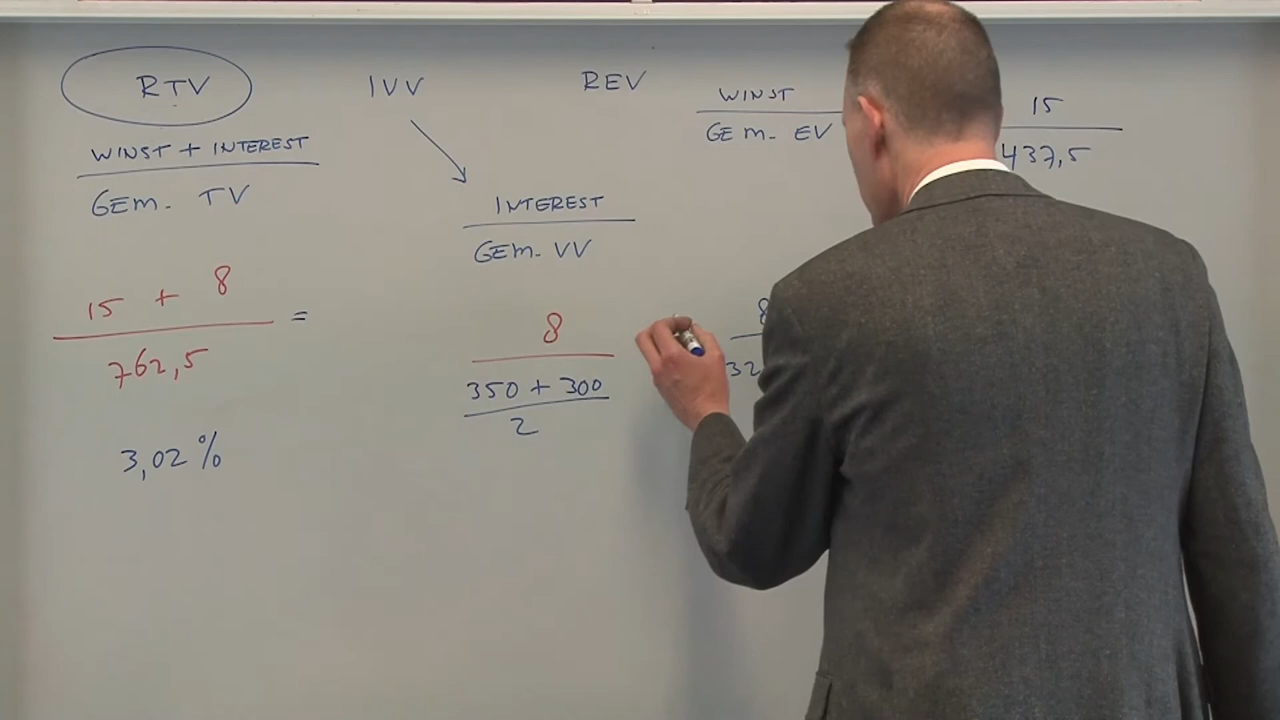 RTV
WINST + INTEREST
GEM. TV
15 + 8 =
762,5
3,02 %
IVV
INTEREST
GEM. VV
8
350 + 300
2
REV
WINST
GEM. EV
8
32
15
437,5